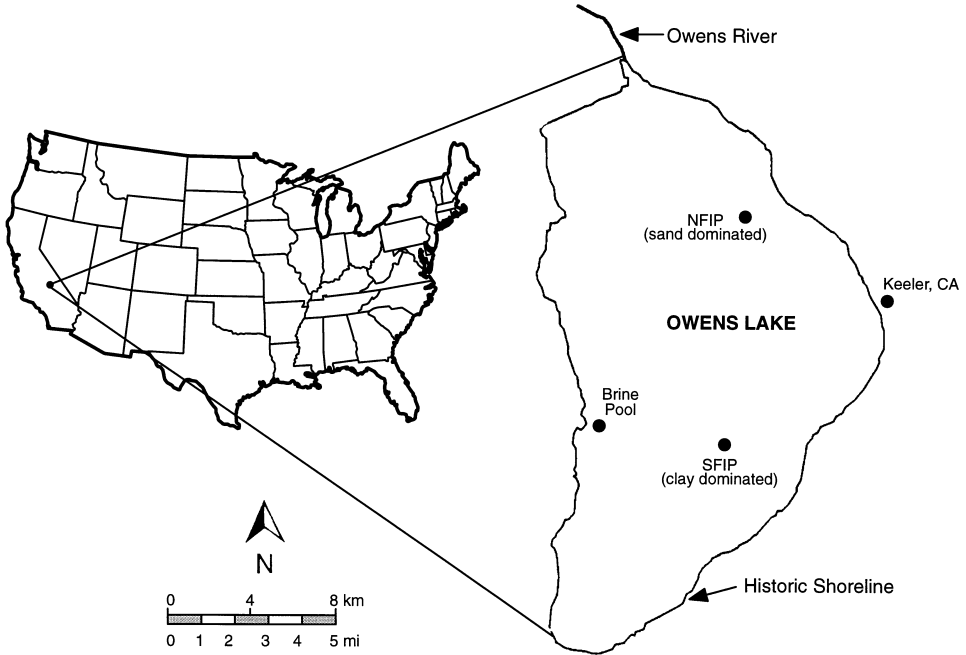 Owens River
NFIP
(sand dominated)
Keeler, CA
OWENS LAKE
Brine
Pool
SFIP
(clay dominated)
N
Historic Shoreline
0 4 8 km
0 1 2 3 4 5 mi